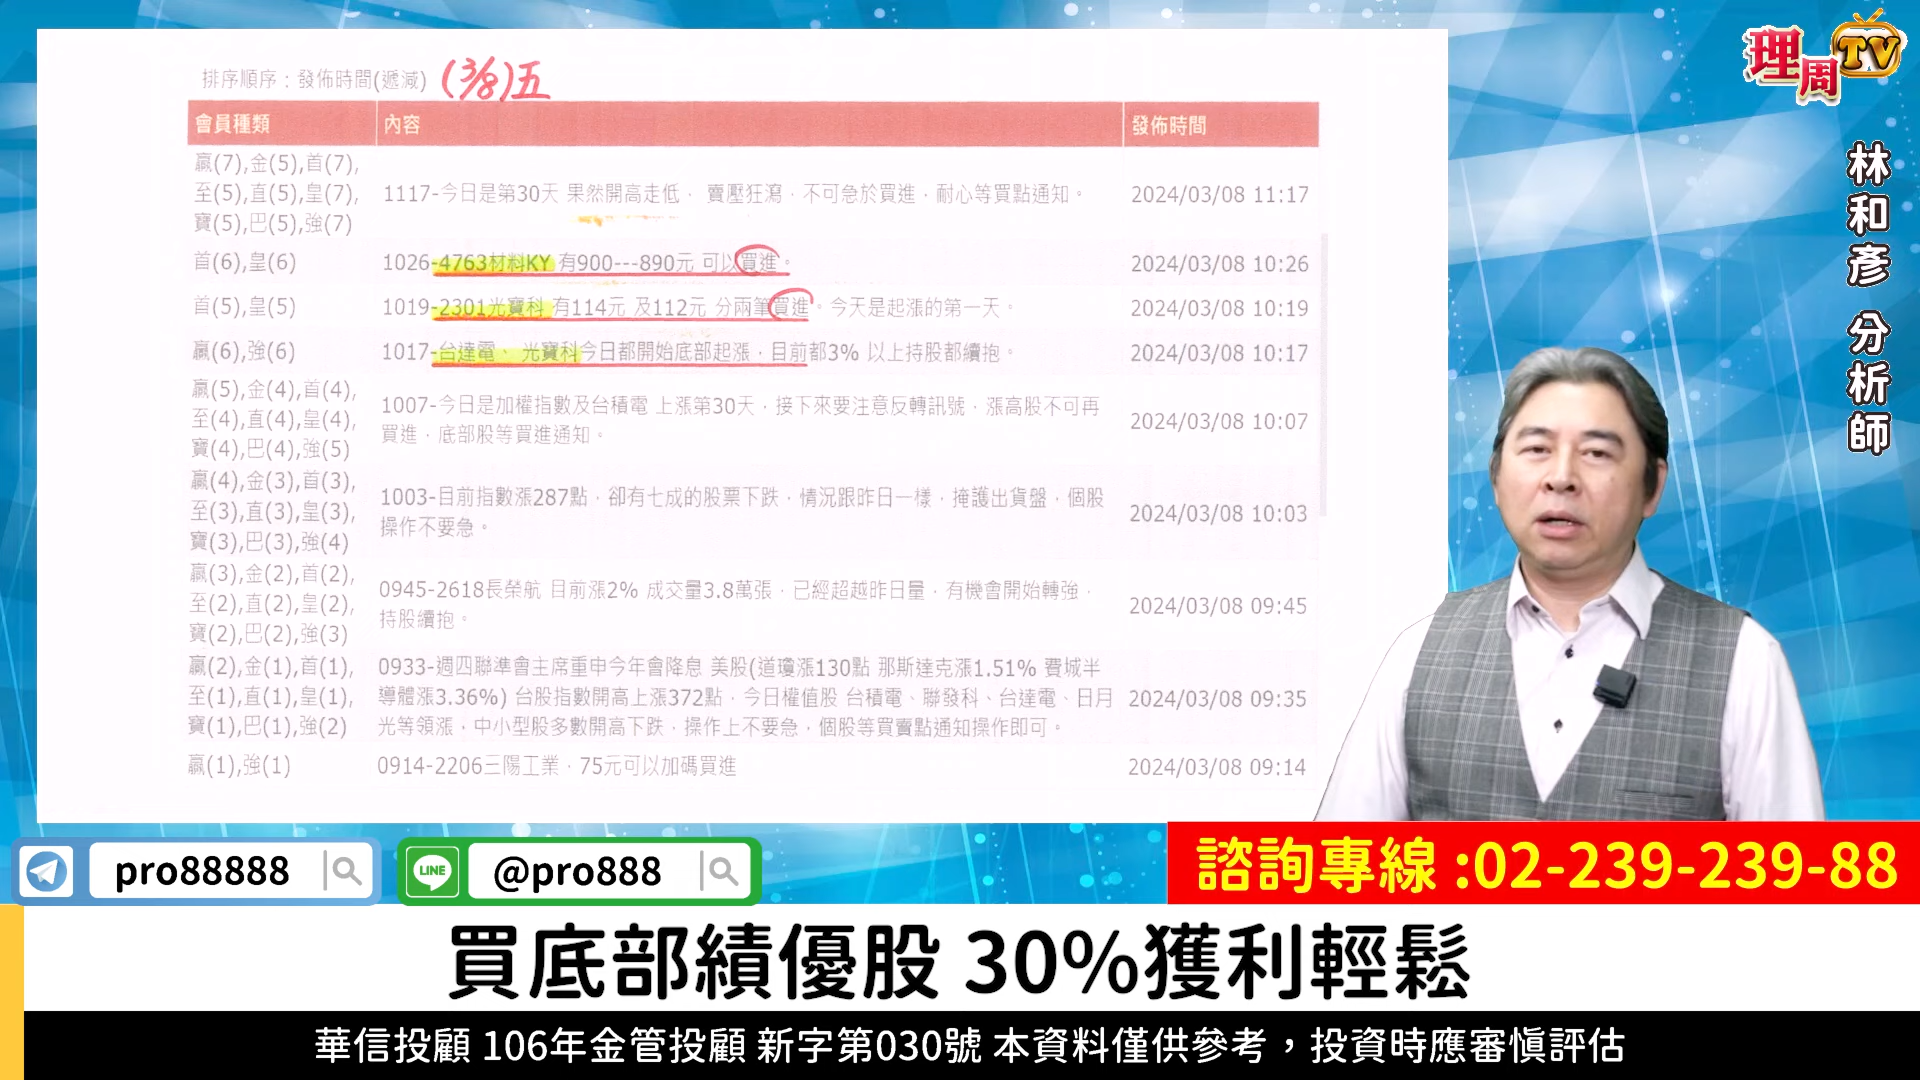 排序順序：發佈時間(遞減) (3/8)五
會員種類 內容 發佈時間
贏(7),金(5),首(7),
至(5),直(5),皇(7),
寶(5),巴(5),強(7)
1117-今日是第30天 果然開高走低， 賣壓狂瀉，不可急於買進，耐心等買點通知。
2024/03/08 11:17
首(6),皇(6)
1026-4763材料KY 有900---890元 可以買進。
2024/03/08 10:26
首(5),皇(5)
1019-2301光寶科 有114元 及112元 分兩筆買進。今天是起漲的第一天。
2024/03/08 10:19
贏(6),強(6)
1017-台達電、 光寶科今日都開始底部起漲，目前都3% 以上持股都續抱。
2024/03/08 10:17
贏(5),金(4),首(4),
至(4),直(4),皇(4),
寶(4),巴(4),強(5)
1007-今日是加權指數及台積電 上漲第30天，接下來要注意反轉訊號，漲高股不可再
買進，底部股等買進通知。
2024/03/08 10:07
贏(4),金(3),首(3),
至(3),直(3),皇(3),
寶(3),巴(3),強(4)
1003-目前指數漲287點，卻有七成的股票下跌，情況跟昨日一樣，掩護出貨盤，個股
操作不要急。
2024/03/08 10:03
贏(3),金(2),首(2),
至(2),直(2),皇(2),
寶(2),巴(2),強(3)
0945-2618長榮航 目前漲2% 成交量3.8萬張，已經超越昨日量，有機會開始轉強，
持股續抱。
2024/03/08 09:45
贏(2),金(1),首(1),
至(1),直(1),皇(1),
寶(1),巴(1),強(2)
0933-週四聯準會主席重申今年會降息 美股(道瓊漲130點 那斯達克漲1.51% 費城半
導體漲3.36%) 台股指數開高上漲372點，今日權值股 台積電、聯發科、台達電、日月
光等領漲，中小型股多數開高下跌，操作上不要急，個股等買賣點通知操作即可。
2024/03/08 09:35
贏(1),強(1)
0914-2206三陽工業，75元可以加碼買進
2024/03/08 09:14
理周TV
林和彥 分析師
pro88888
LINE
@pro888
諮詢專線 :02-239-239-88
買底部績優股 30%獲利輕鬆
華信投顧 106年金管投顧 新字第030號 本資料僅供參考，投資時應審慎評估